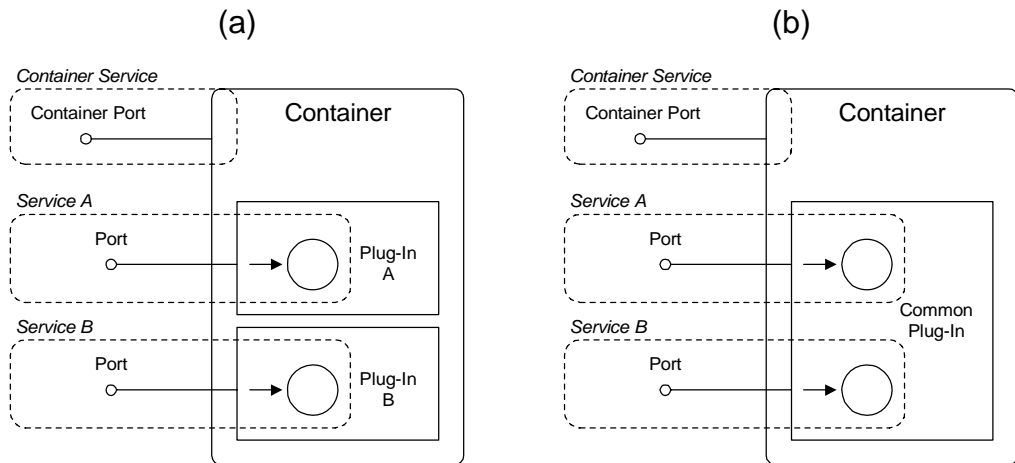 (a)
Container Service
Container Port
Container
Service A
Port
Plug-In
A
Service B
Port
Plug-In
B
(b)
Container Service
Container Port
Container
Service A
Port
Service B
Port
Common
Plug-In